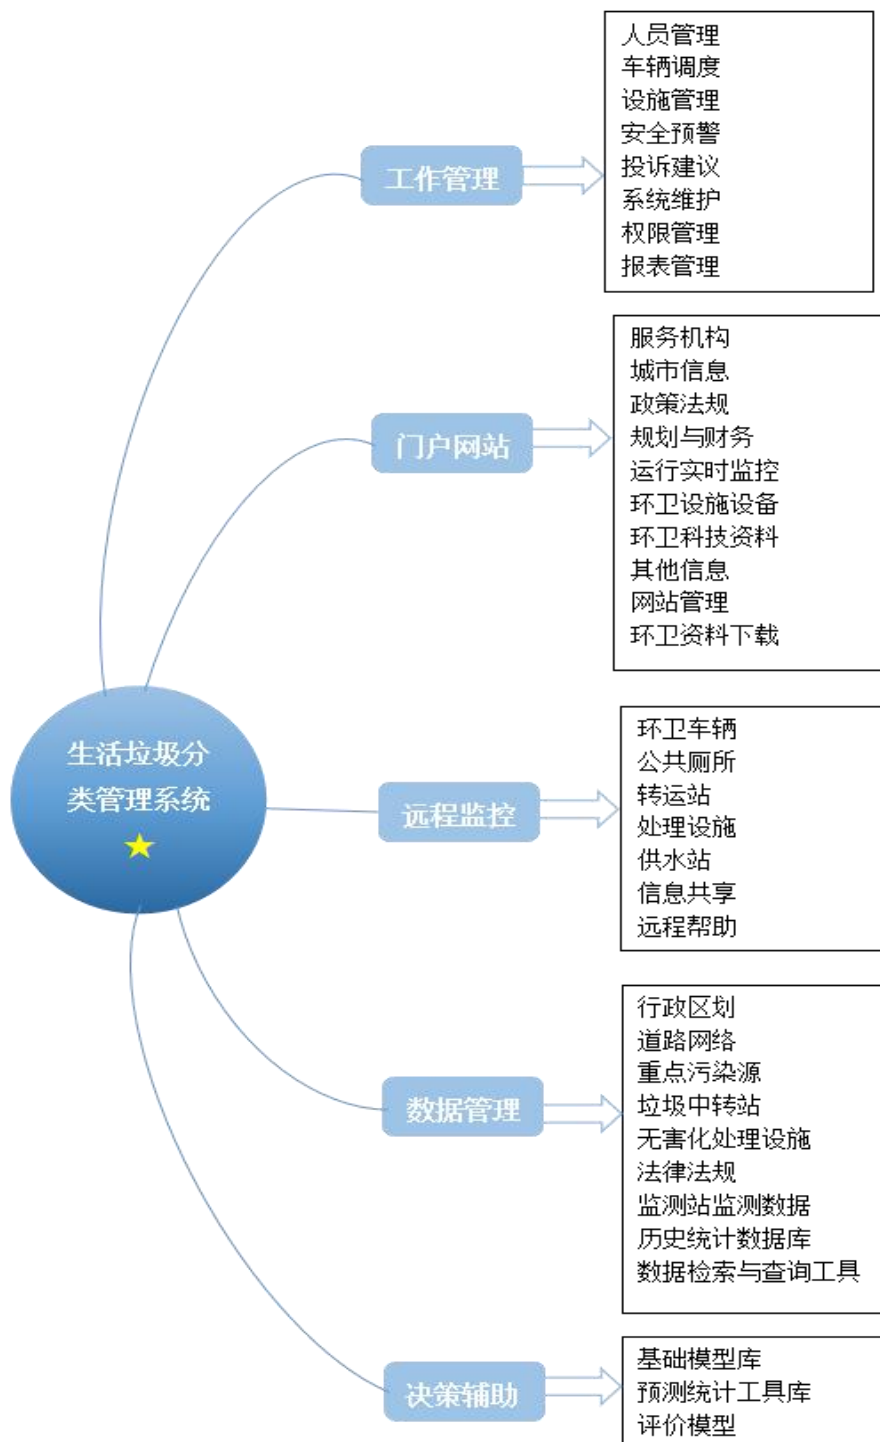 工作管理
人员管理
车辆调度
设施管理
安全预警
投诉建议
系统维护
权限管理
报表管理
门户网站
服务机构
城市信息
政策法规
规划与财务
运行实时监控
环卫设施设备
环卫科技资料
其他信息
网站管理
环卫资料下载
生活垃圾分
类管理系统
远程监控
环卫车辆
公共厕所
转运站
处理设施
供水站
信息共享
远程帮助
数据管理
行政区划
道路网络
重点污染源
垃圾中转站
无害化处理设施
法律法规
监测站监测数据
历史统计数据库
数据检索与查询工具
决策辅助
基础模型库
预测统计工具库
评价模型